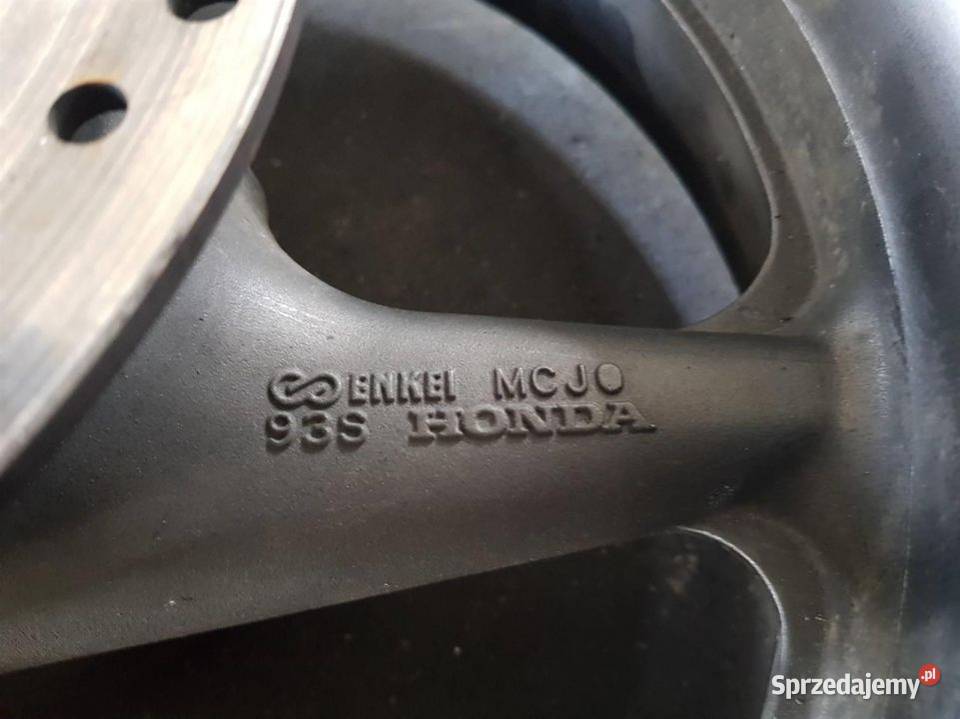 ENKEI MCJ0
93S HONDA
Sprzedajemy.pl